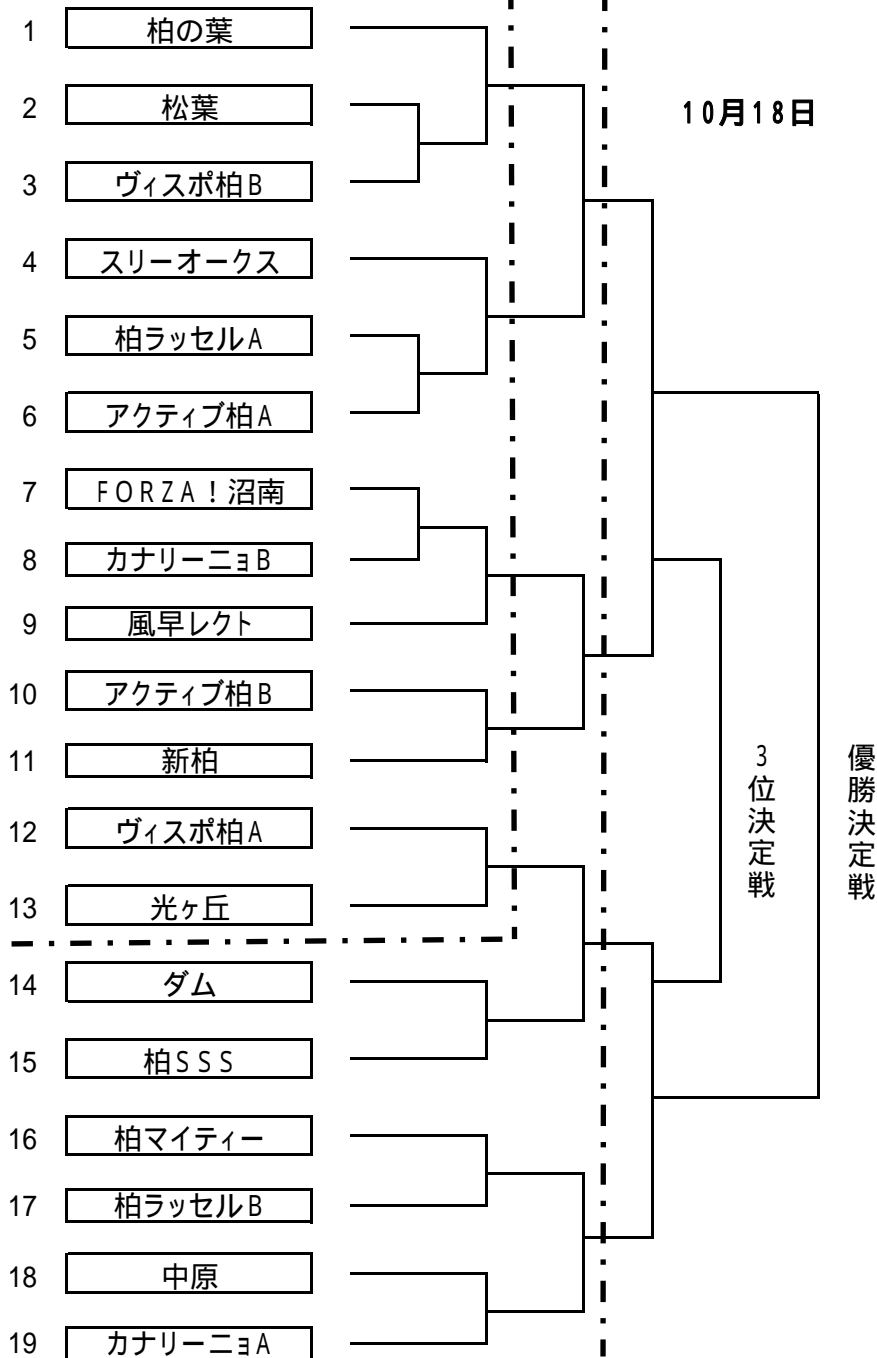 1 柏の葉
10月18日
2 松葉
3 ヴィスポ柏B
4 スリーオークス
5 柏ラッセルA
6 アクティブ柏A
7 FORZA！沼南
8 カナリーニョB
9 風早レクト
10 アクティブ柏B
11 新柏
12 ヴィスポ柏A
13 光ヶ丘
14 ダム
15 柏SSS
16 柏マイティー
17 柏ラッセルB
18 中原
19 カナリーニョA
3位決定戦
優勝決定戦